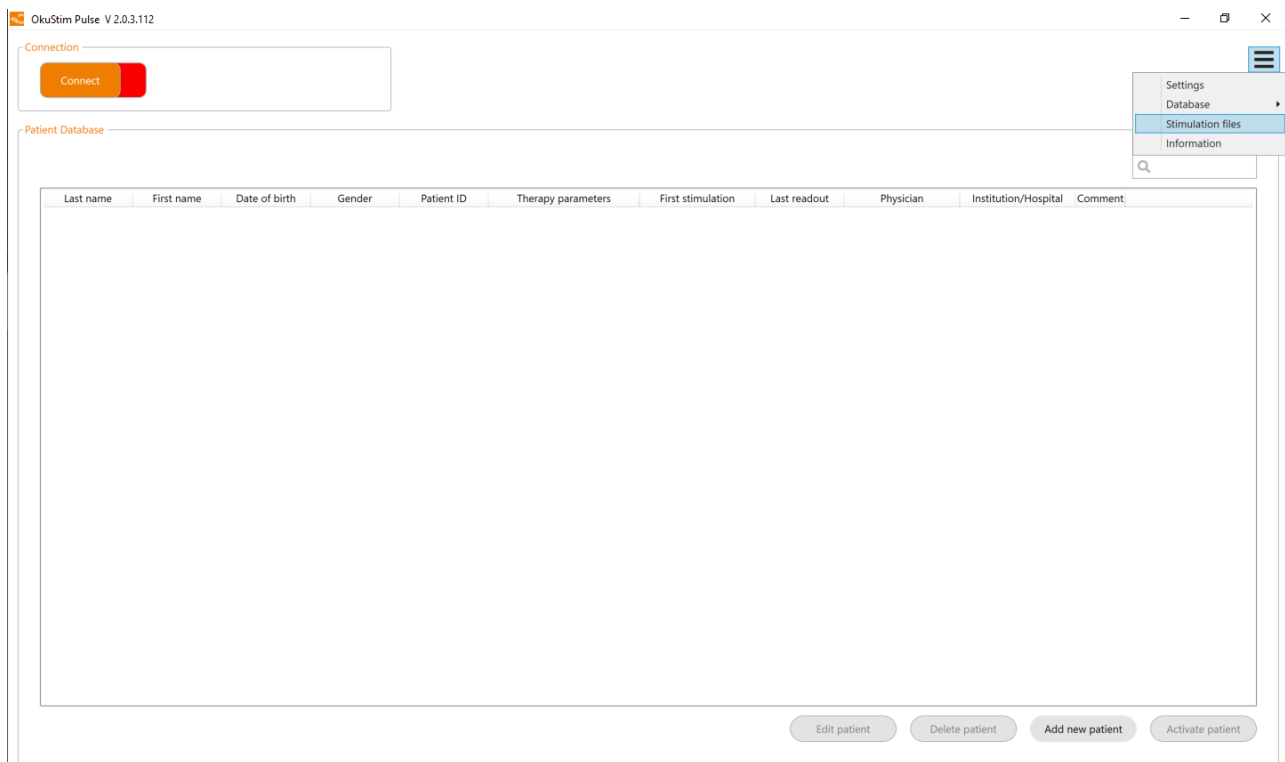 OkuStim Pulse V 2.0.3.112
Connection
Connect
Settings
Database
Stimulation files
Information
Patient Database
Last name First name Date of birth Gender Patient ID Therapy parameters First stimulation Last readout Physician Institution/Hospital Comment
Edit patient Delete patient Add new patient Activate patient